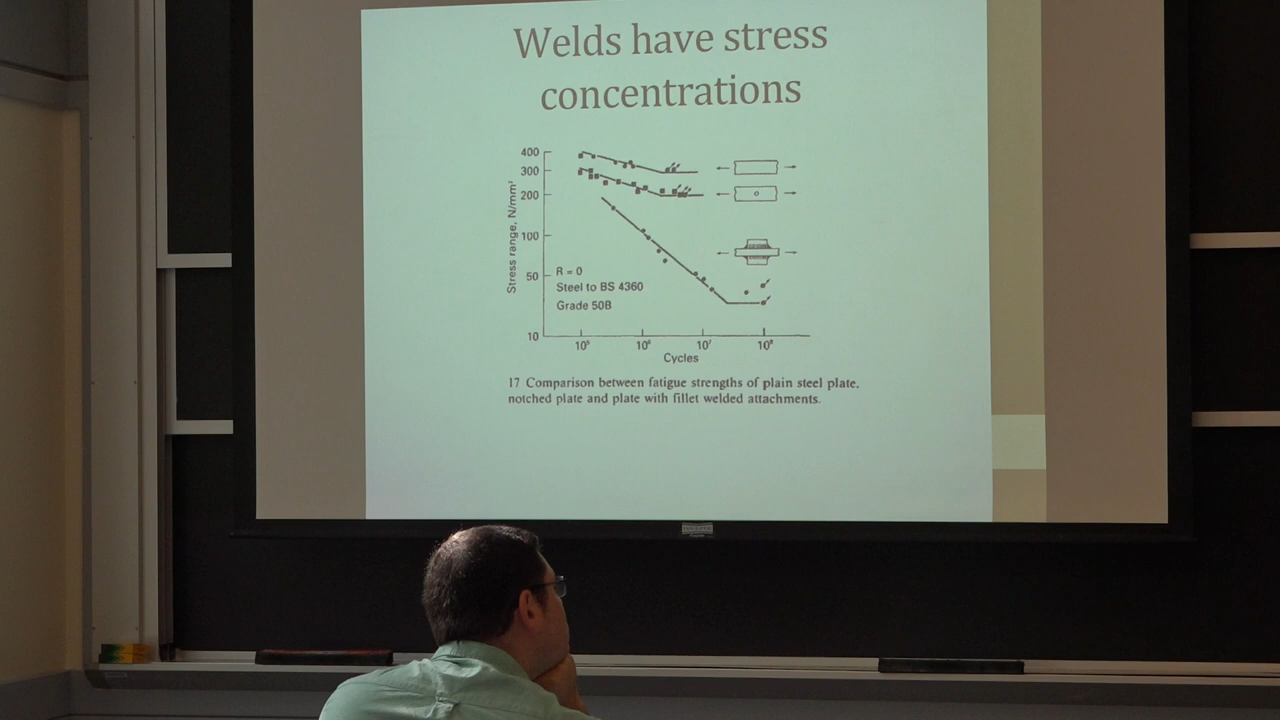 Welds have stress
concentrations
400
300
200
100
50
10
Stress range, N/mm²
R = 0
Steel to BS 4360
Grade 50B
10⁵
10⁶
10⁷
10⁸
Cycles
17 Comparison between fatigue strengths of plain steel plate.
notched plate and plate with fillet welded attachments.